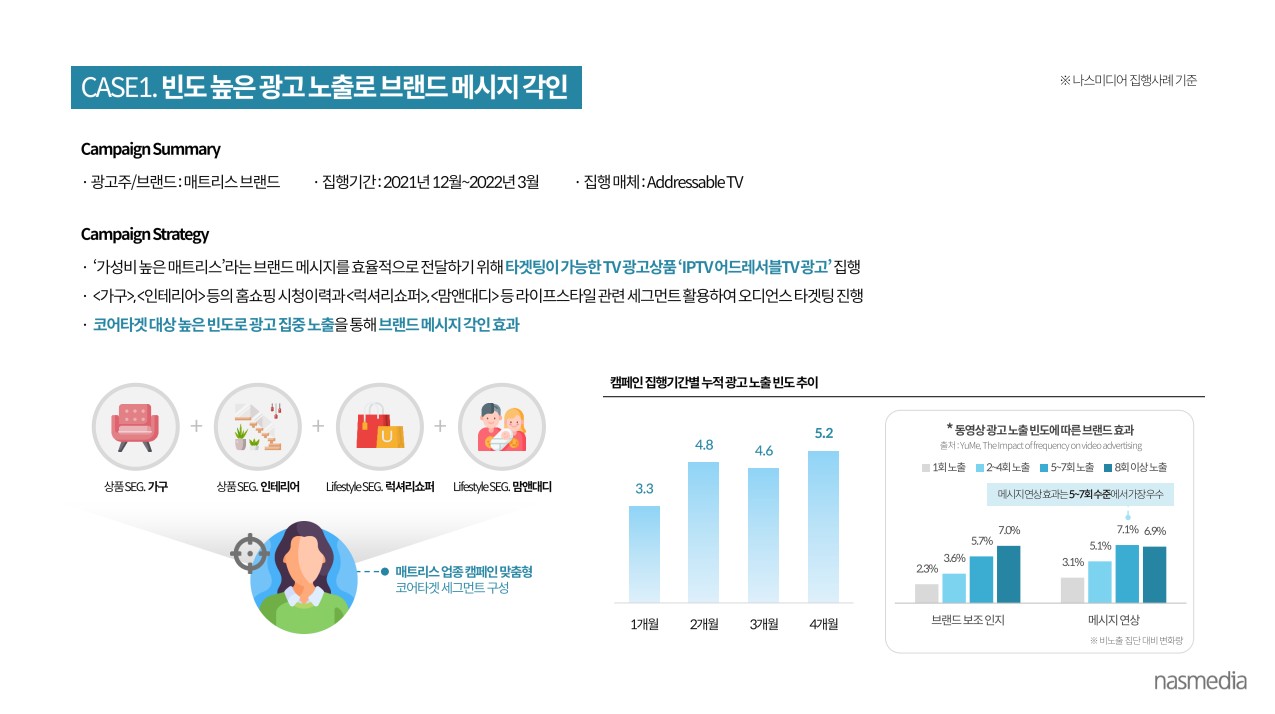 CASE1. 빈도 높은 광고 노출로 브랜드 메시지 각인
※ 나스미디어 집행사례 기준
Campaign Summary
· 광고주/브랜드 : 매트리스 브랜드 · 집행기간 : 2021년 12월~2022년 3월 · 집행 매체 : Addressable TV
Campaign Strategy
· ‘가성비 높은 매트리스’라는 브랜드 메시지를 효율적으로 전달하기 위해 타겟팅이 가능한 TV 광고상품 ‘IPTV 어드레서블TV 광고’ 집행
· <가구>, <인테리어> 등의 홈쇼핑 시청이력과 <럭셔리쇼퍼>, <맘앤대디> 등 라이프스타일 관련 세그먼트 활용하여 오디언스 타겟팅 진행
· 코어타겟 대상 높은 빈도로 광고 집중 노출을 통해 브랜드 메시지 각인 효과
+ + +
상품 SEG. 가구
상품 SEG. 인테리어
Lifestyle SEG. 럭셔리쇼퍼
Lifestyle SEG. 맘앤대디
매트리스 업종 캠페인 맞춤형
코어타겟 세그먼트 구성
캠페인 집행기간별 누적 광고 노출 빈도 추이
3.3 4.8 4.6 5.2
1개월 2개월 3개월 4개월
* 동영상 광고 노출 빈도에 따른 브랜드 효과
출처 : YuMe, The Impact of frequency on video advertising
1회 노출 2~4회 노출 5~7회 노출 8회 이상 노출
메시지 연상 효과는 5~7회 수준에서 가장 우수
2.3% 3.6% 5.7% 7.0%
3.1% 5.1% 7.1% 6.9%
브랜드 보조 인지 메시지 연상
※ 비노출 집단 대비 변화량
nasmedia